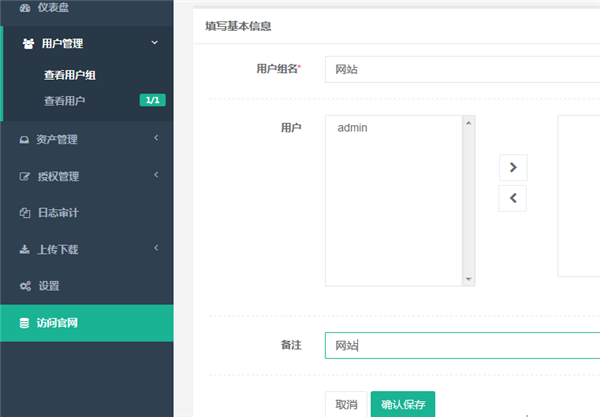 仪表盘
用户管理
查看用户组
查看用户 1/1
资产管理
授权管理
日志审计
上传下载
设置
访问官网
填写基本信息
用户组名* 网站
用户 admin
备注 网站
取消 确认保存